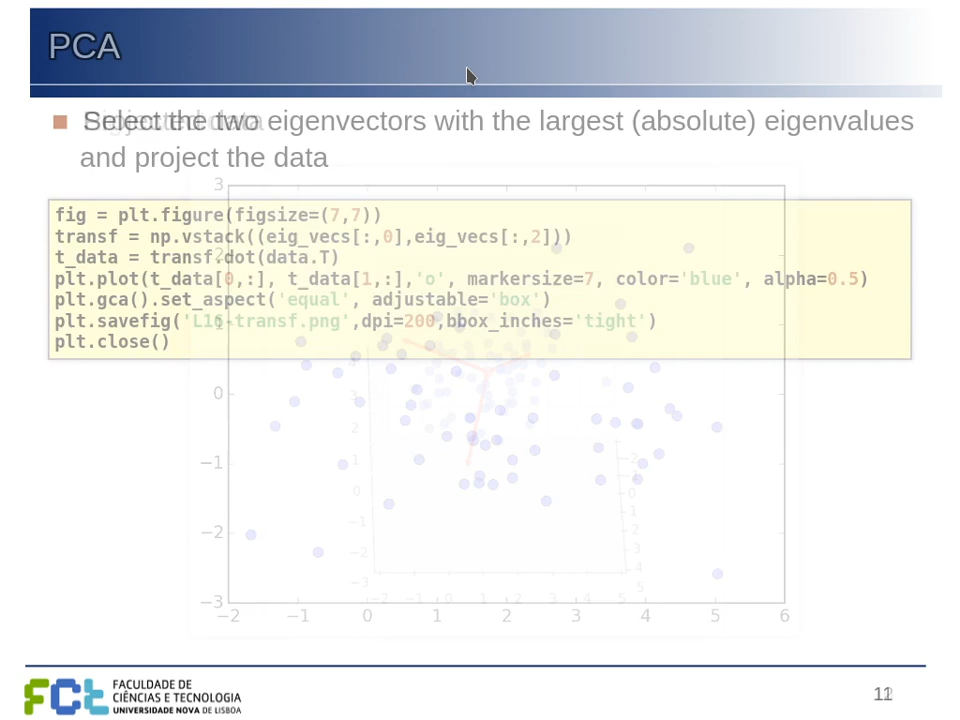 PCA
Select the two eigenvectors with the largest (absolute) eigenvalues
and project the data
3
fig = plt.figure(figsize=(7,7))
transf = np.vstack((eig_vecs[:,0],eig_vecs[:,2]))
t_data = transf.dot(data.T)
plt.plot(t_data[0,:], t_data[1,:],'o', markersize=7, color='blue', alpha=0.5)
plt.gca().set_aspect('equal', adjustable='box')
plt.savefig('L16-transf.png',dpi=200,bbox_inches='tight')
plt.close()
0
−1
−2
−3
−2 −1 0 1 2 3 4 5 6
FACULDADE DE
CIÊNCIAS E TECNOLOGIA
UNIVERSIDADE NOVA DE LISBOA